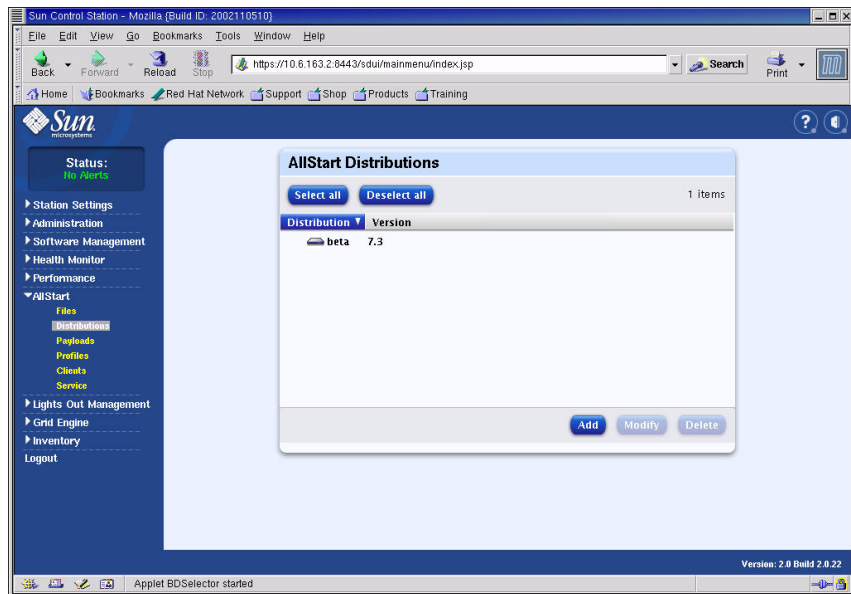 Sun Control Station - Mozilla {Build ID: 2002110510}
File Edit View Go Bookmarks Tools Window Help
Back Forward Reload Stop https://10.6.163.2:8443/sdui/mainmenu/index.jsp Search Print
Home Bookmarks Red Hat Network Support Shop Products Training
Sun
microsystems
?
Status:
No Alerts
Station Settings
Administration
Software Management
Health Monitor
Performance
AllStart
Files
Distributions
Payloads
Profiles
Clients
Service
Lights Out Management
Grid Engine
Inventory
Logout
AllStart Distributions
Select all Deselect all 1 items
Distribution Version
beta 7.3
Add Modify Delete
Version: 2.0 Build 2.0.22
Applet BDSelector started